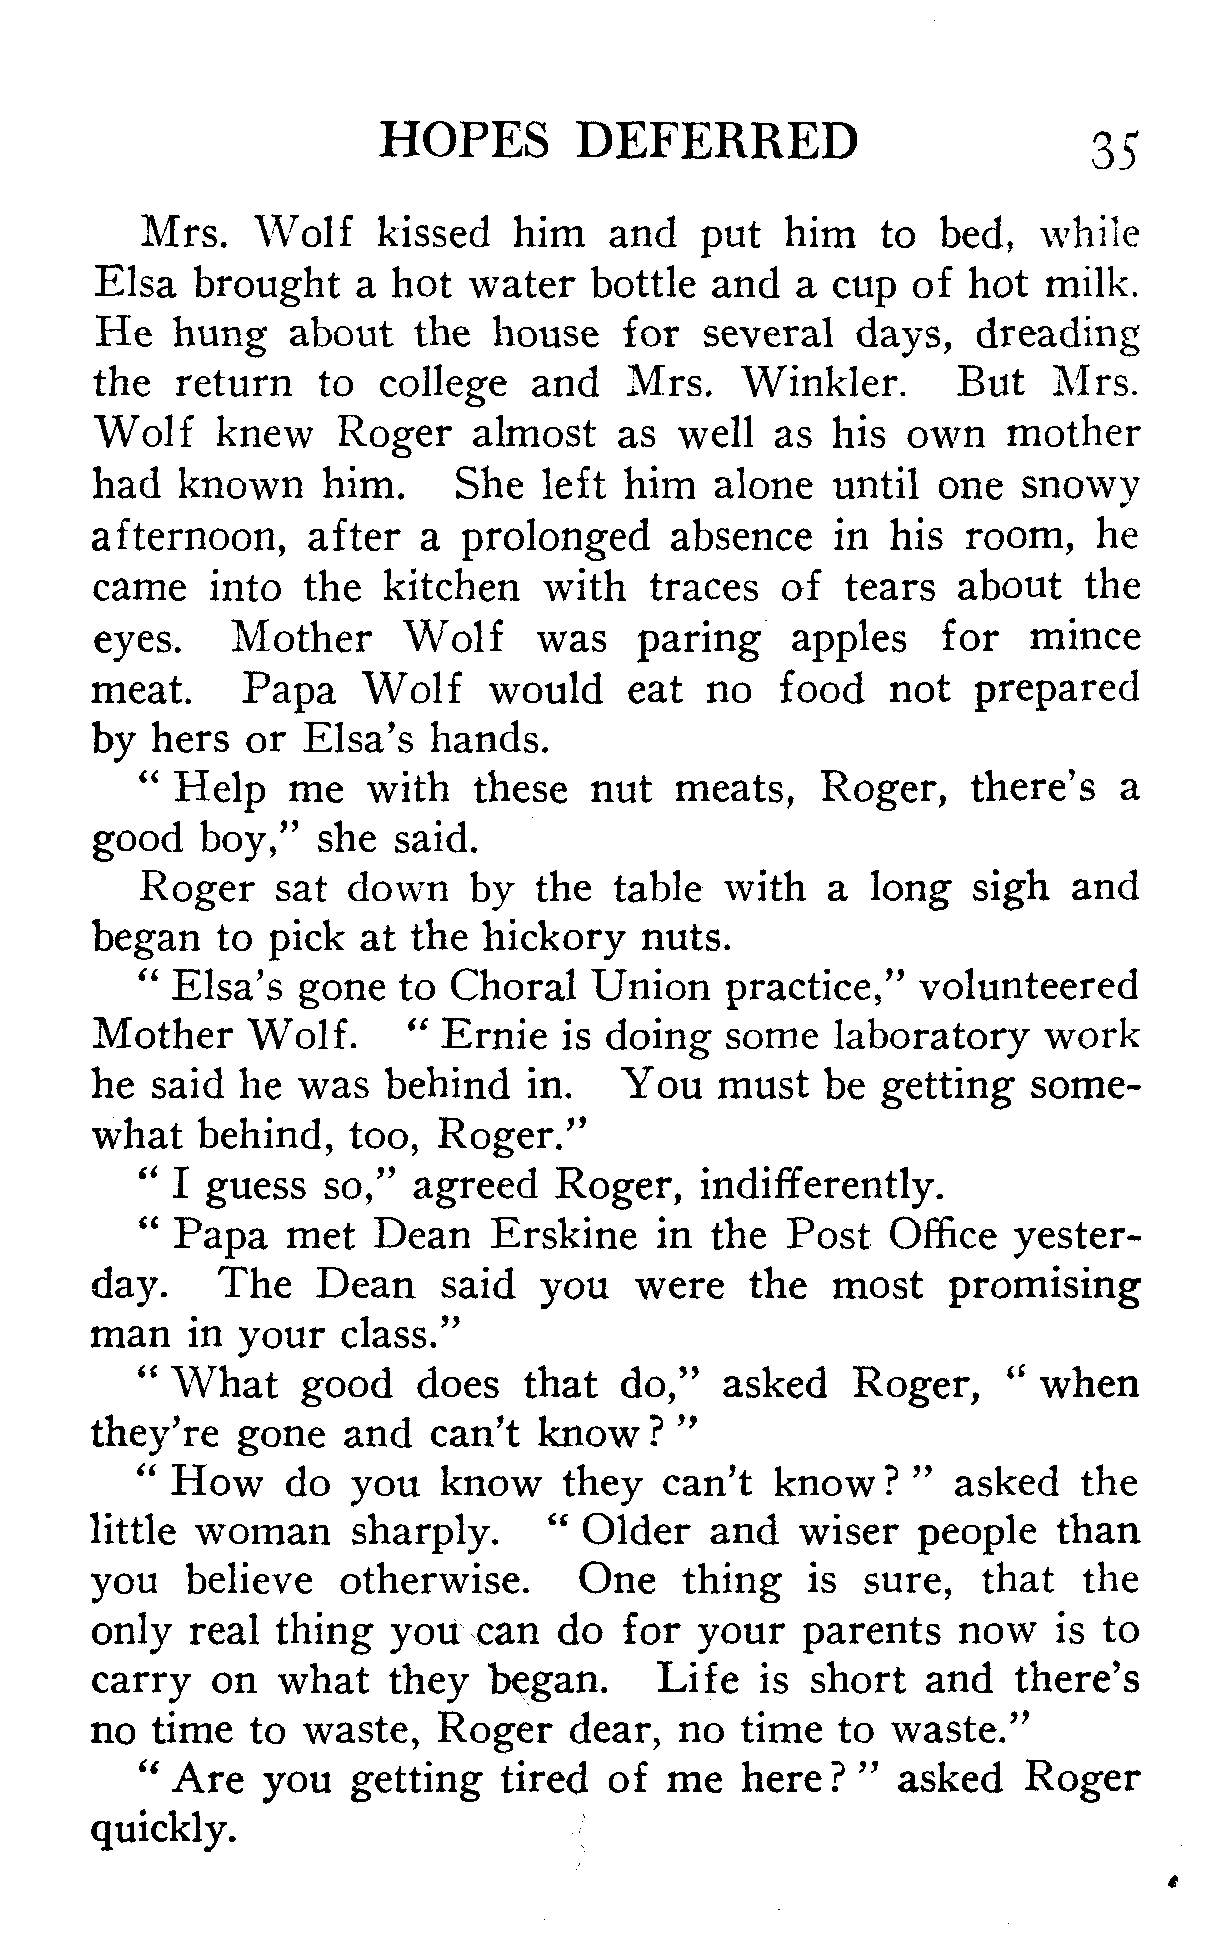 HOPES DEFERRED 35
Mrs. Wolf kissed him and put him to bed, while
Elsa brought a hot water bottle and a cup of hot milk.
He hung about the house for several days, dreading
the return to college and Mrs. Winkler. But Mrs.
Wolf knew Roger almost as well as his own mother
had known him. She left him alone until one snowy
afternoon, after a prolonged absence in his room, he
came into the kitchen with traces of tears about the
eyes. Mother Wolf was paring apples for mince
meat. Papa Wolf would eat no food not prepared
by hers or Elsa's hands.
" Help me with these nut meats, Roger, there's a
good boy," she said.
Roger sat down by the table with a long sigh and
began to pick at the hickory nuts.
" Elsa's gone to Choral Union practice," volunteered
Mother Wolf. " Ernie is doing some laboratory work
he said he was behind in. You must be getting some-
what behind, too, Roger."
" I guess so," agreed Roger, indifferently.
" Papa met Dean Erskine in the Post Office yester-
day. The Dean said you were the most promising
man in your class."
" What good does that do," asked Roger, " when
they're gone and can't know? "
" How do you know they can't know? " asked the
little woman sharply. " Older and wiser people than
you believe otherwise. One thing is sure, that the
only real thing you can do for your parents now is to
carry on what they began. Life is short and there's
no time to waste, Roger dear, no time to waste."
" Are you getting tired of me here? " asked Roger
quickly.